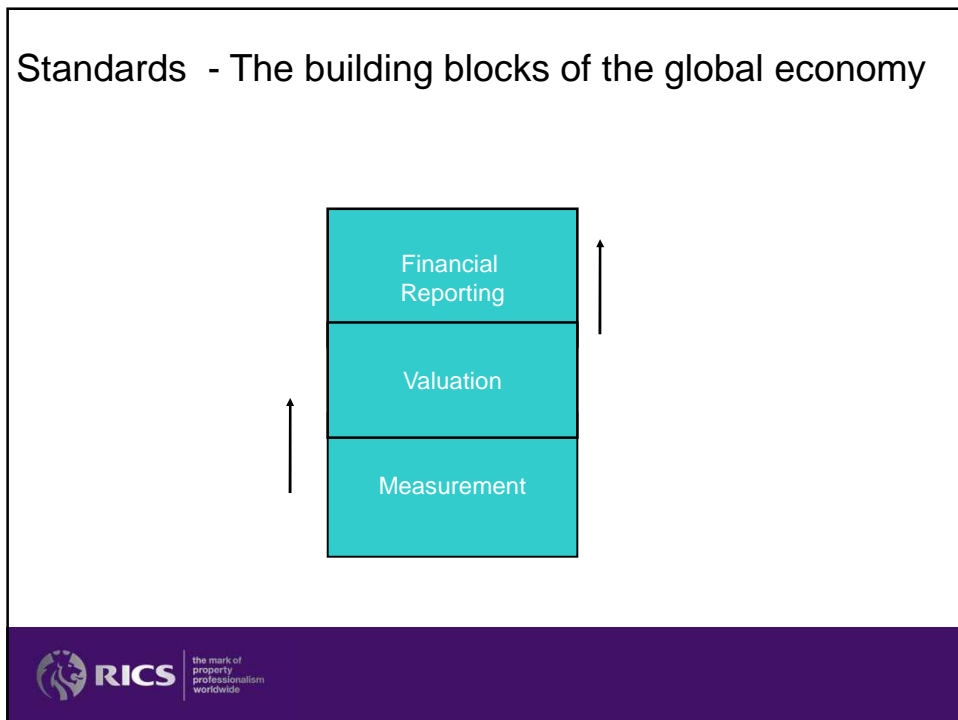 Standards - The building blocks of the global economy
Financial
Reporting
Valuation
Measurement
RICS
the mark of
property
professionalism
worldwide